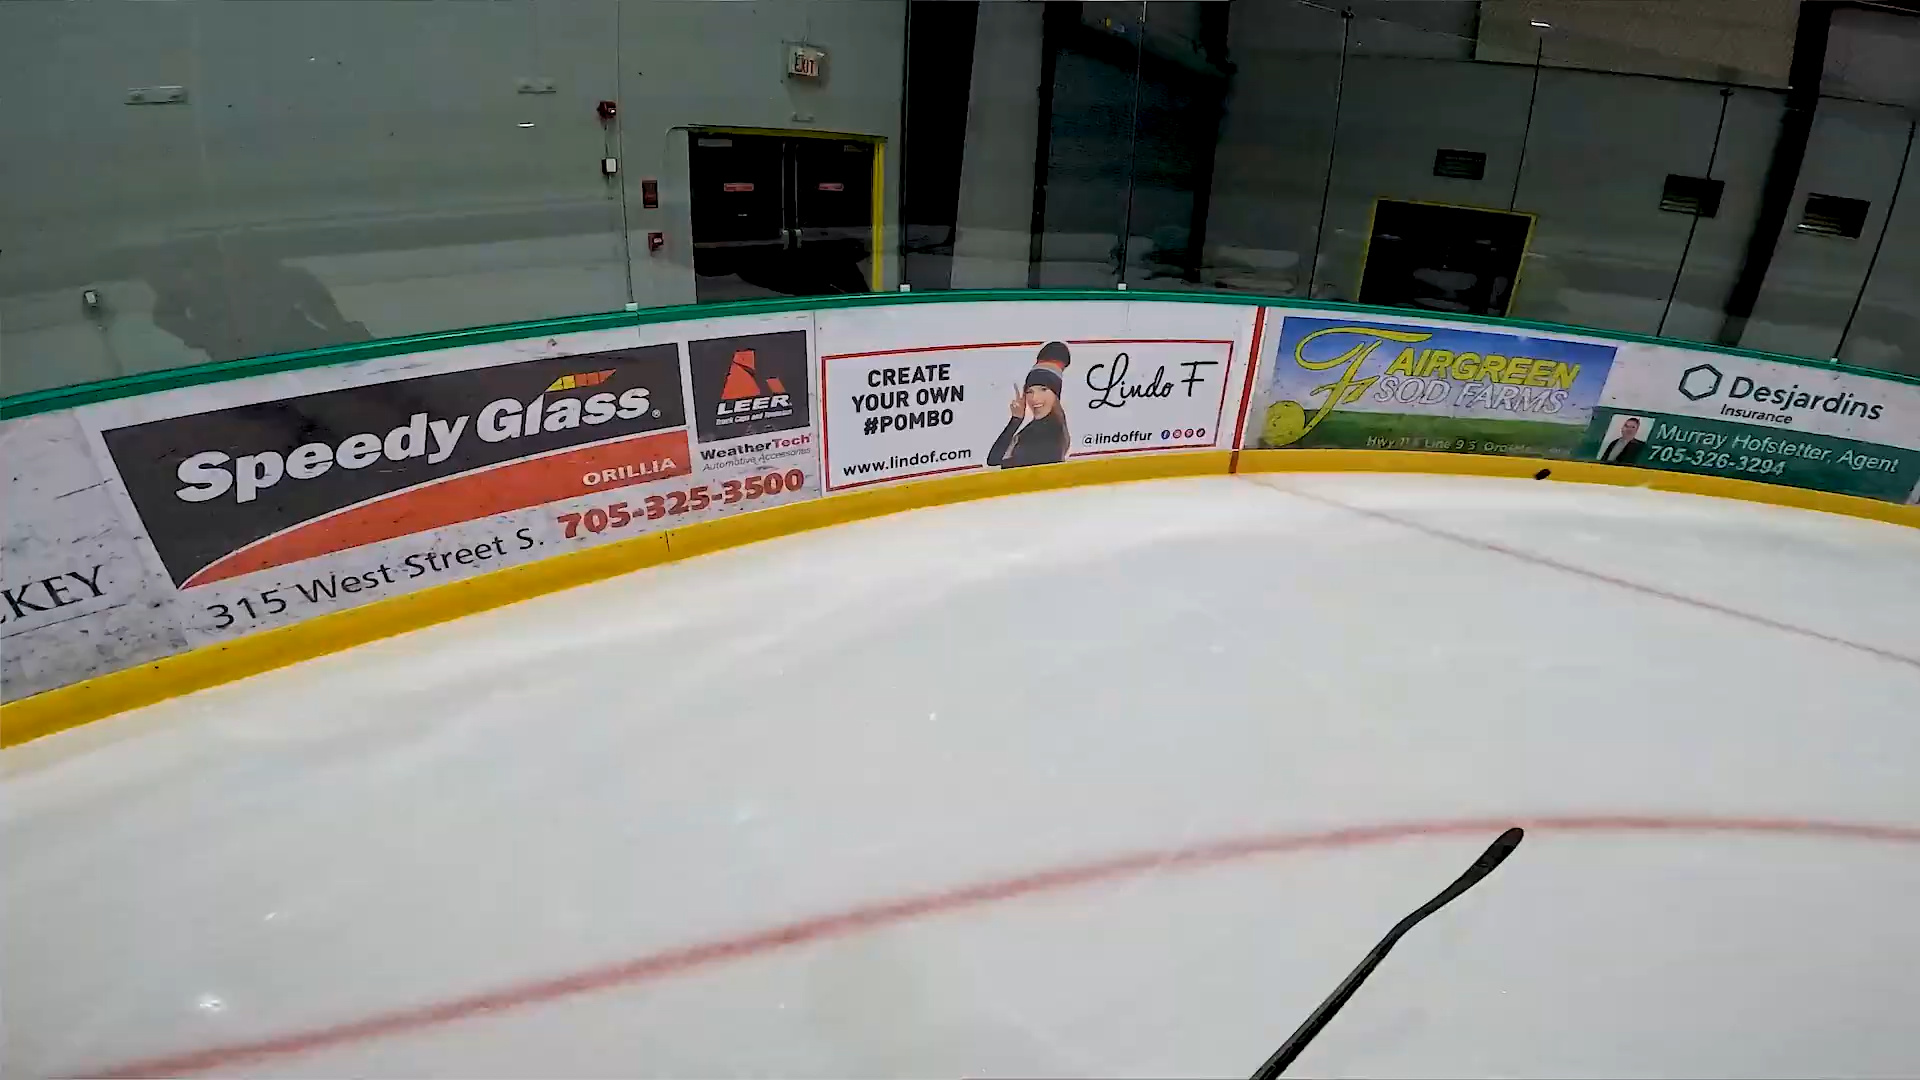 EXIT
KEY
Speedy Glass
ORILLIA
705-325-3500
315 West Street S.
LEER
WeatherTech
Automotive Accessories
CREATE
YOUR OWN
#POMBO
www.lindof.com
Lindo F
@lindoffur
FAIRGREEN
SOD FARMS
Desjardins
Insurance
Murray Hofstetter, Agent
705-326-3294